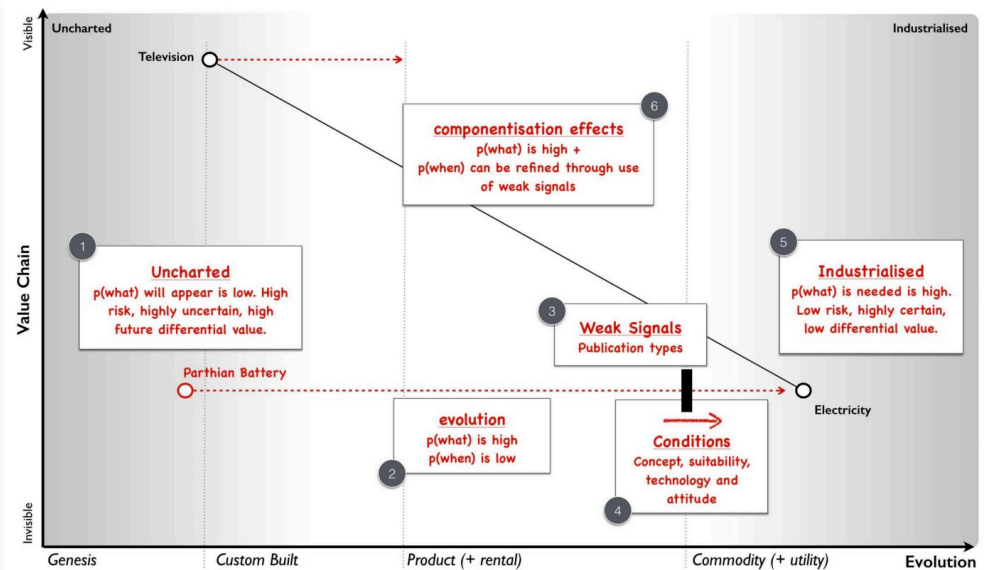 Visible
Uncharted
Industrialised
Television
6
componentisation effects
p(what) is high +
p(when) can be refined through use
of weak signals
Value Chain
1
Uncharted
p(what) will appear is low. High
risk, highly uncertain, high
future differential value.
5
Industrialised
p(what) is needed is high.
Low risk, highly certain,
low differential value.
3
Weak Signals
Publication types
Parthian Battery
Electricity
evolution
p(what) is high
p(when) is low
2
Conditions
Concept, suitability,
technology and
attitude
4
Invisible
Genesis
Custom Built
Product (+ rental)
Commodity (+ utility)
Evolution